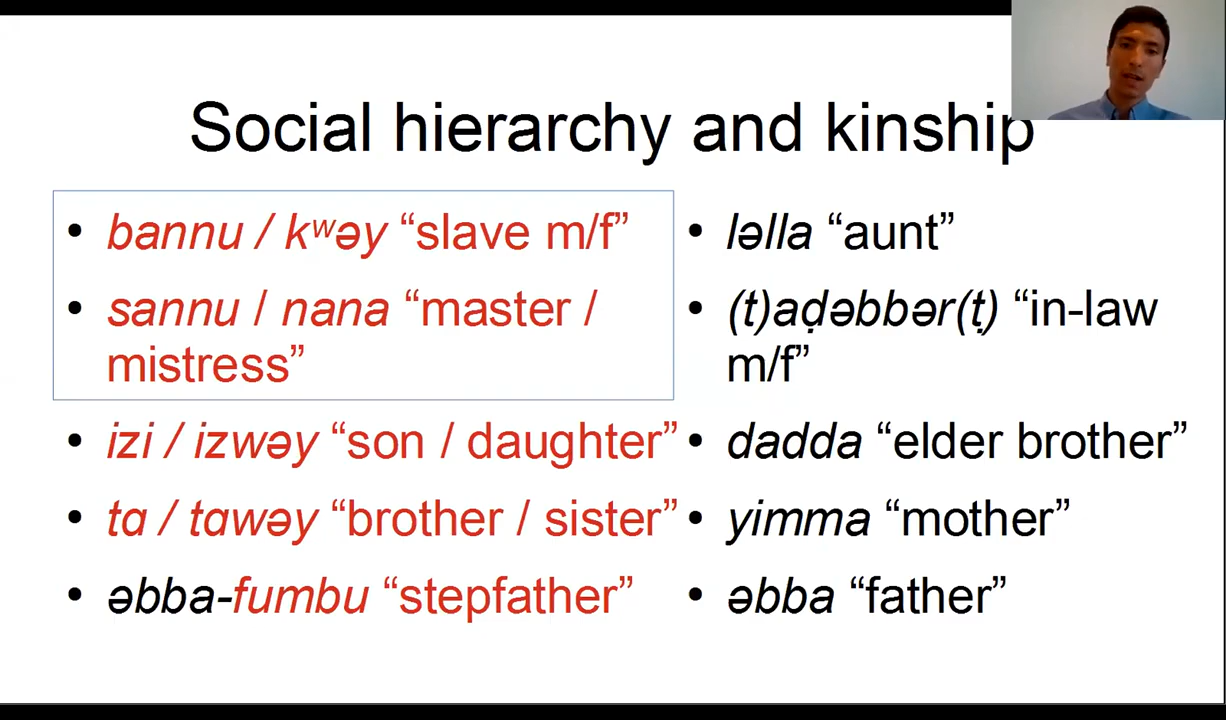 Social hierarchy and kinship
• bannu / kʷəy “slave m/f”
• sannu / nana “master /
mistress”
• izi / izwəy “son / daughter”
• tɑ / tɑwəy “brother / sister”
• əbba-fumbu “stepfather”
• ləlla “aunt”
• (t)aḍəbbər(ṭ) “in-law
m/f”
• dadda “elder brother”
• yimma “mother”
• əbba “father”